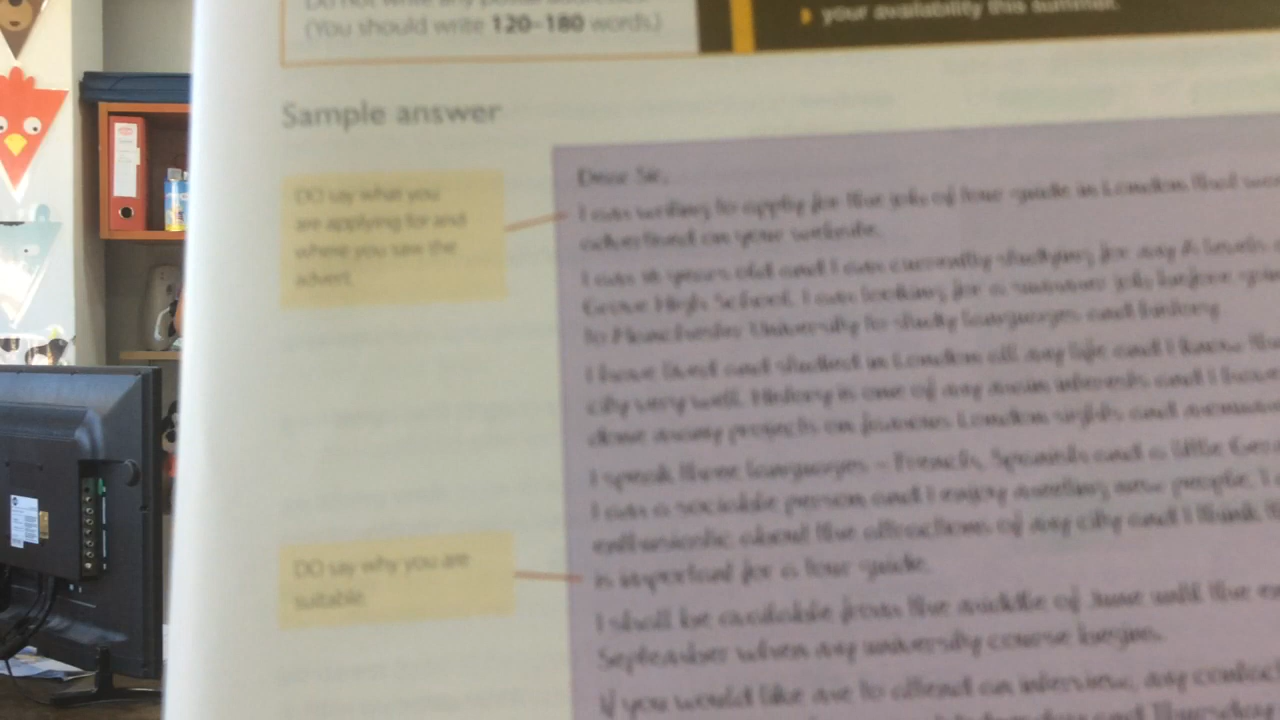 (You should write 120–180 words.)
your availability this summer.
Sample answer
DO say what you
are applying for and
where you saw the
advert.
DO say why you are
suitable.
Dear Sir,
I am writing to apply for the job of tour guide in London that
advertised on your website.
I am 18 years old and I am currently studying for my A levels
Grove High School. I am looking for a summer job before
to Manchester University to study languages and history.
I have lived and studied in London all my life and I know
city very well. History is one of my main interests and I have
done many projects on famous London sights and
I speak three languages – French, Spanish and a little
I am a sociable person and I enjoy meeting new people. I
enthusiastic about the attractions of my city and I think
is important for a tour guide.
I shall be available from the middle of June until the
September when my university course begins.
If you would like me to attend an interview, my
and Thursday